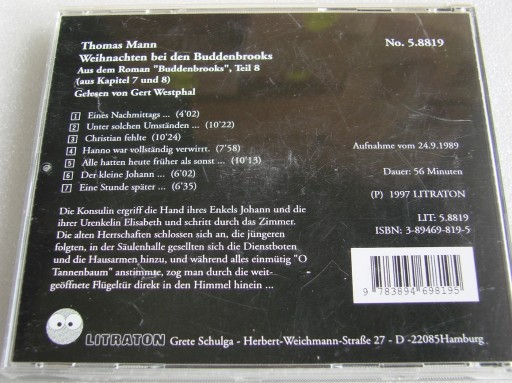 Thomas Mann
No. 5.8819
Weihnachten bei den Buddenbrooks
Aus dem Roman "Buddenbrooks", Teil 8
(aus Kapitel 7 und 8)
Gelesen von Gert Westphal
1 Eines Nachmittags ... (4'02)
2 Unter solchen Umständen ... (10'22)
3 Christian fehlte ... (10'24)
4 Hanno war vollständig verwirrt. (7'58)
5 Alle hatten heute früher als sonst ... (10'13)
6 Der kleine Johann ... (6'02)
7 Eine Stunde später ... (6'35)
Aufnahme vom 24.9.1989
Dauer: 56 Minuten
(P) 1997 LITRATON
LIT: 5.8819
ISBN: 3-89469-819-5
Die Konsulin ergriff die Hand ihres Enkels Johann und die
ihrer Urenkelin Elisabeth und schritt durch das Zimmer.
Die alten Herrschaften schlossen sich an, die jüngeren
folgten, in der Säulenhalle gesellten sich die Dienstboten
und die Hausarmen hinzu, und während alles einmütig "O
Tannenbaum" anstimmte, zog man durch die weit-
geöffnete Flügeltür direkt in den Himmel hinein ...
9 783894 698195
LITRATON Grete Schulga - Herbert-Weichmann-Straße 27 - D -22085Hamburg